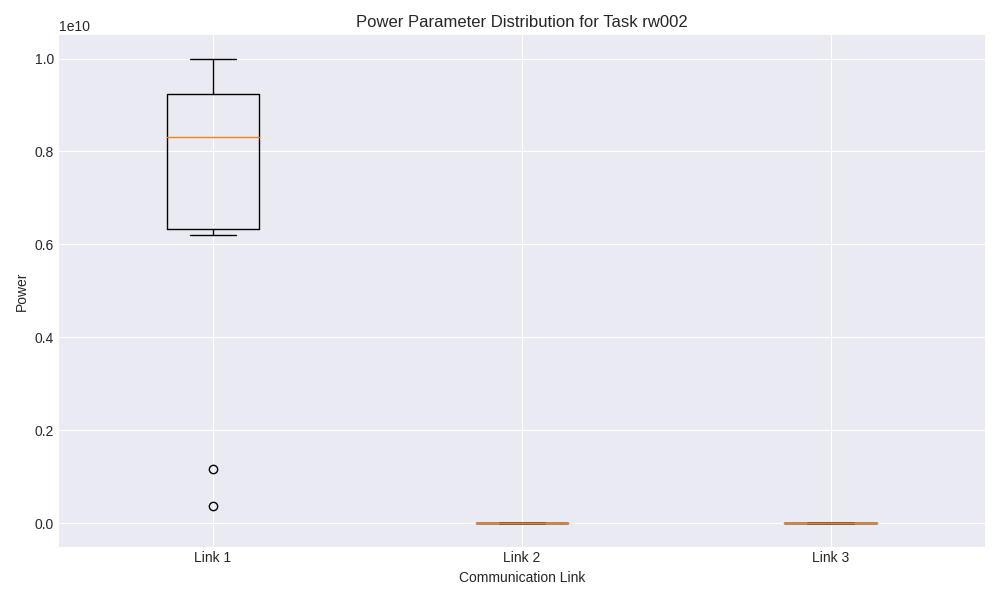 Power Parameter Distribution for Task rw002
1e10
1.0
0.8
0.6
0.4
0.2
0.0
Power
Link 1
Link 2
Link 3
Communication Link